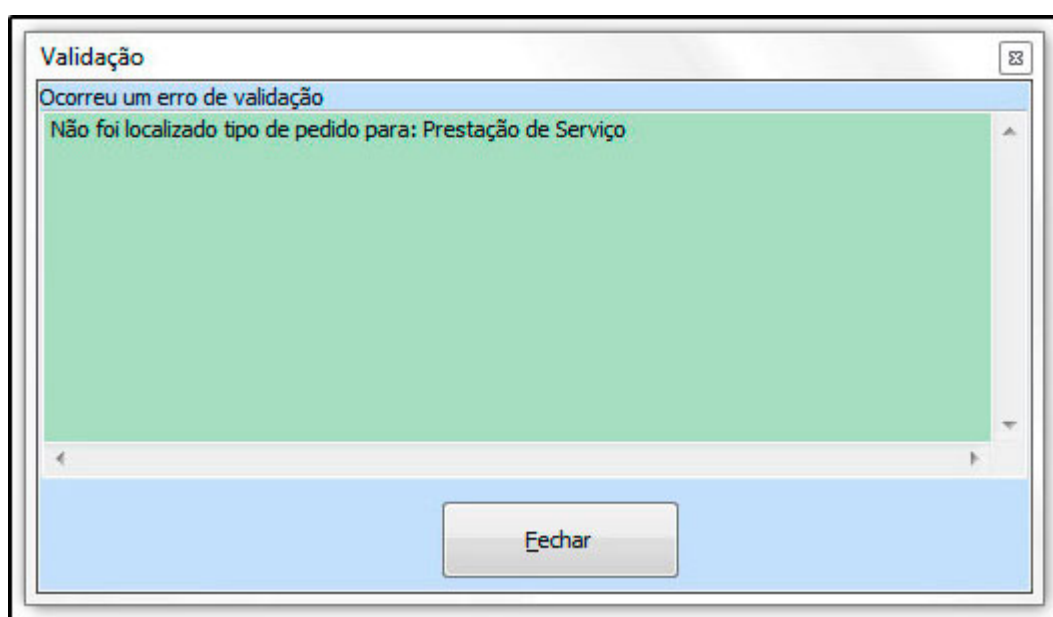 Validação
Ocorreu um erro de validação
Não foi localizado tipo de pedido para: Prestação de Serviço
Fechar